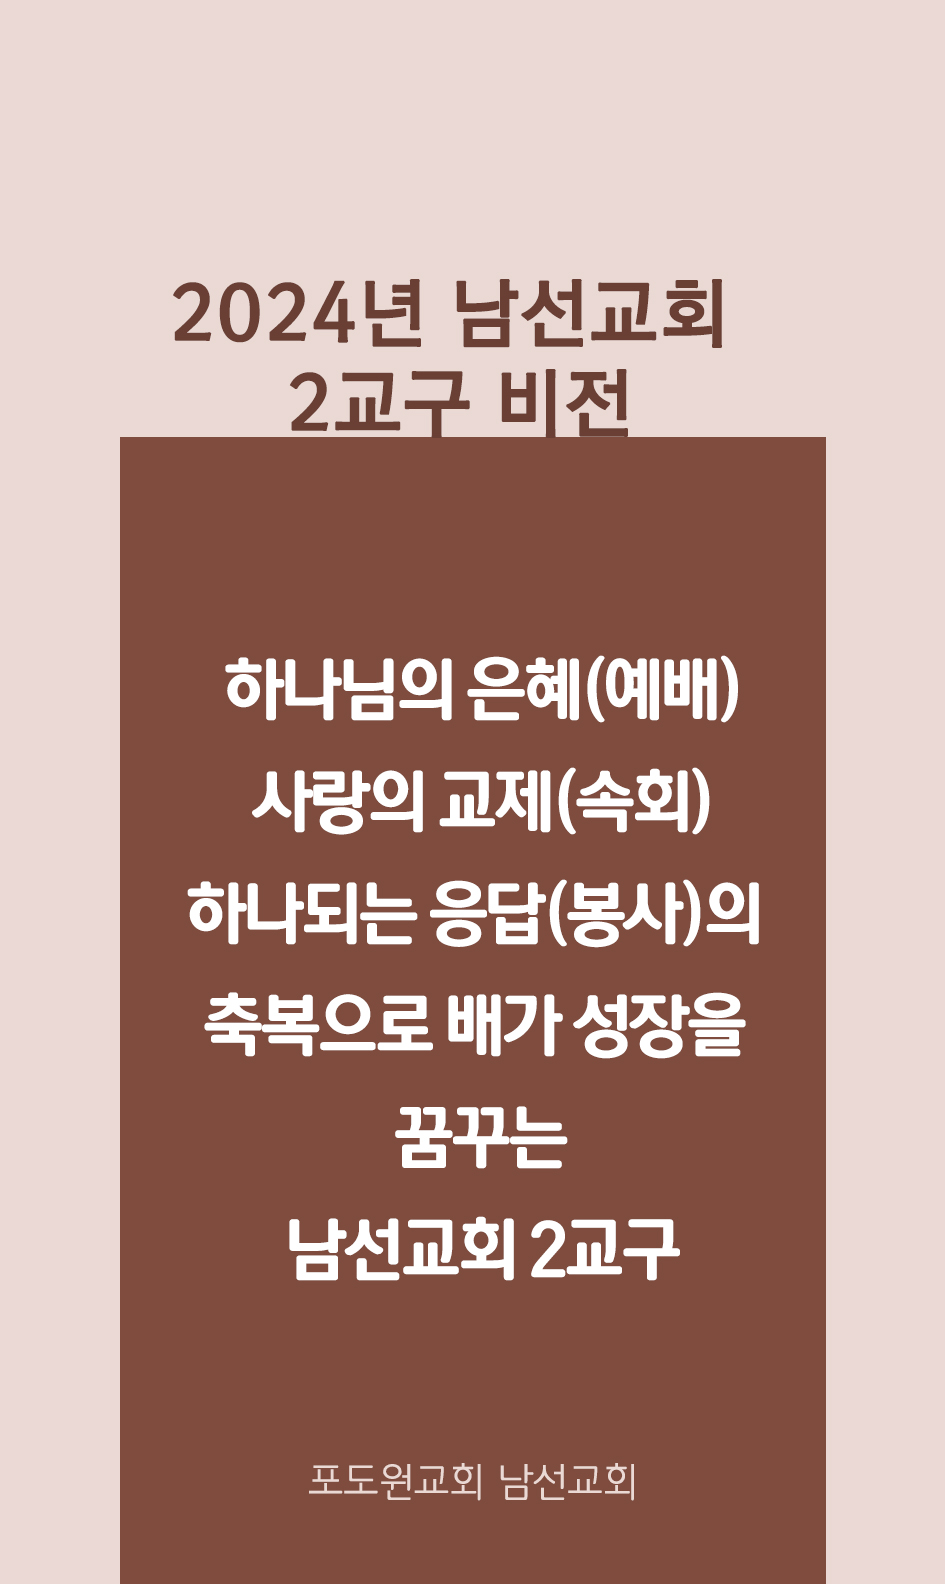 2024년 남선교회
2교구 비전
하나님의 은혜(예배)
사랑의 교제(속회)
하나되는 응답(봉사)의
축복으로 배가 성장을
꿈꾸는
남선교회 2교구
포도원교회 남선교회